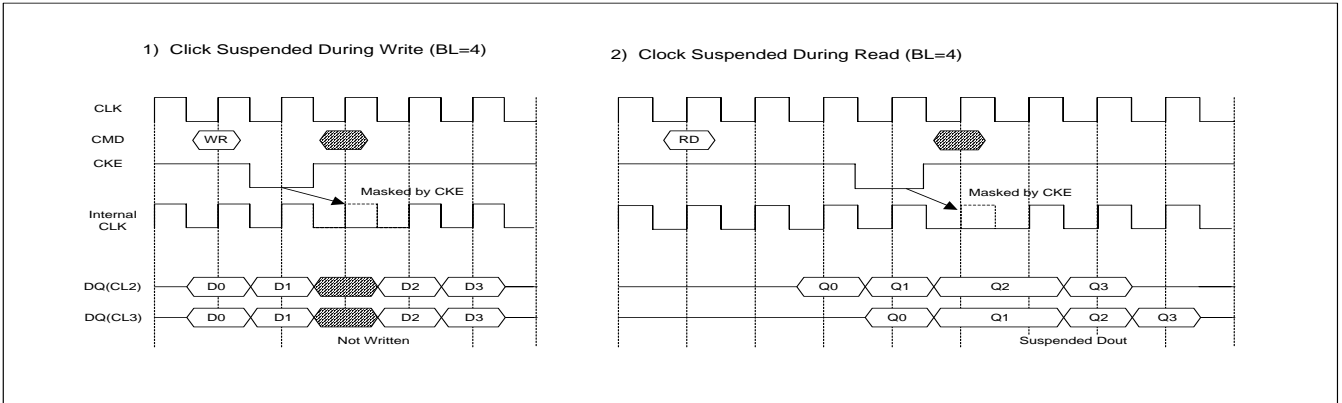 1) Click Suspended During Write (BL=4)
2) Clock Suspended During Read (BL=4)
CLK
CMD
WR
CKE
Masked by CKE
Internal
CLK
DQ(CL2)
D0 D1 D2 D3
DQ(CL3)
D0 D1 D2 D3
Not Written
RD
Masked by CKE
Q0 Q1 Q2 Q3
Q0 Q1 Q2 Q3
Suspended Dout